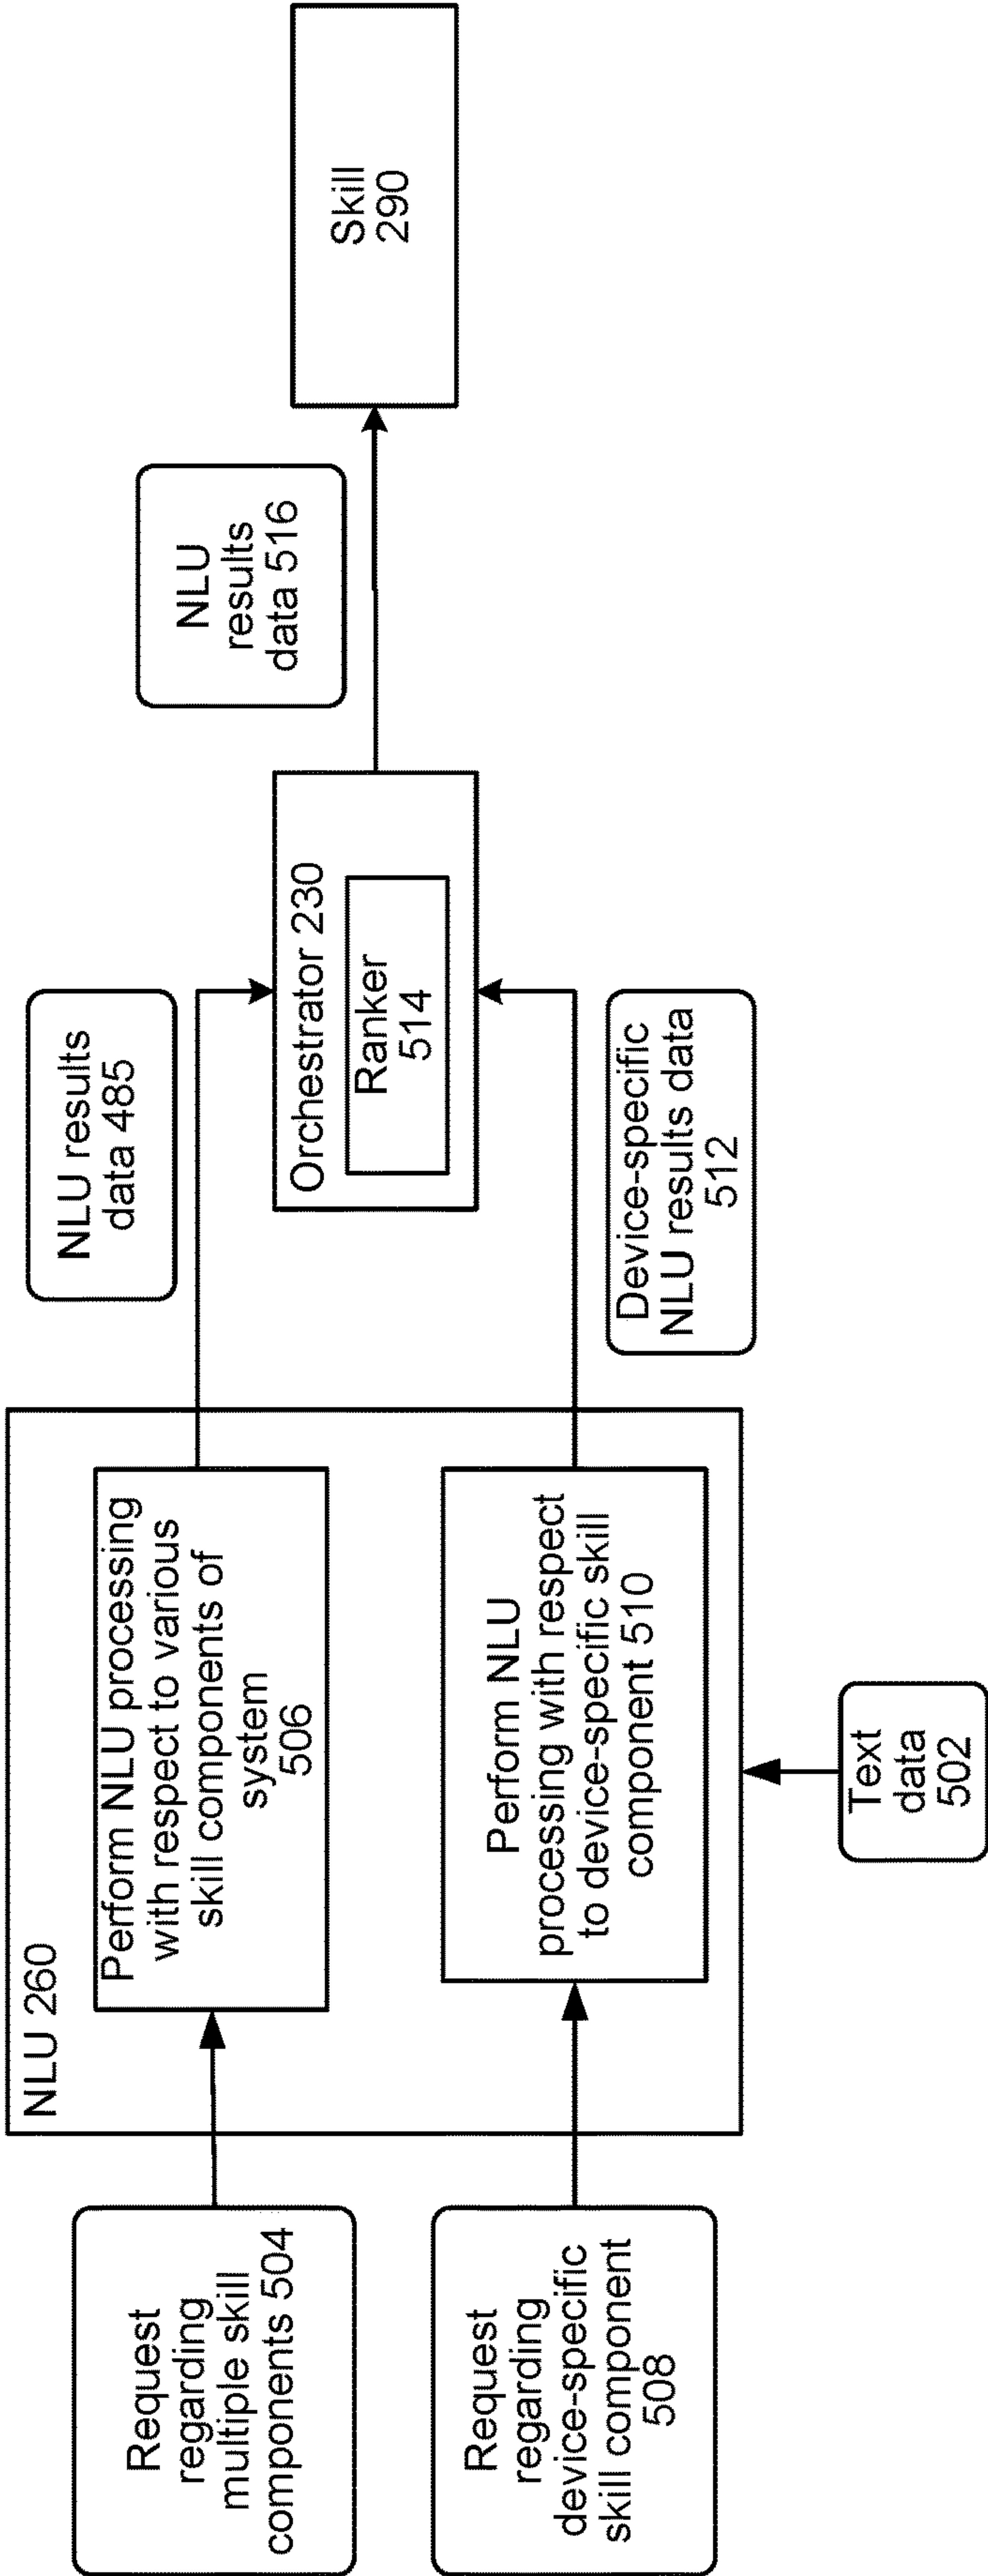 Request
regarding
multiple skill
components 504
Request
regarding
device-specific
skill component
508
NLU 260
Perform NLU processing
with respect to various
skill components of
system
506
Perform NLU
processing with respect
to device-specific skill
component 510
Text
data
502
NLU results
data 485
Device-specific
NLU results data
512
Orchestrator 230
Ranker
514
NLU
results
data 516
Skill
290